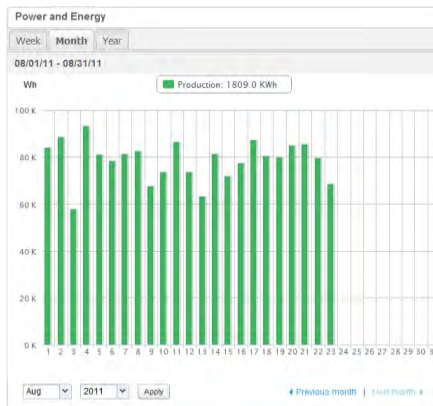 Power and Energy
Week Month Year
08/01/11 - 08/31/11
Wh
Production: 1809.0 KWh
100 K
80 K
60 K
40 K
20 K
0 K
1 2 3 4 5 6 7 8 9 10 11 12 13 14 15 16 17 18 19 20 21 22 23 24 25 26 27 28 29 30
Aug 2011 Apply Previous month | Next month